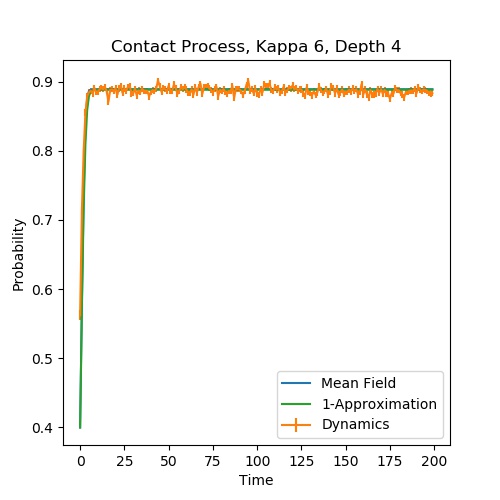 Contact Process, Kappa 6, Depth 4
0.9
0.8
0.7
0.6
0.5
0.4
Probability
Mean Field
1-Approximation
Dynamics
0 25 50 75 100 125 150 175 200
Time